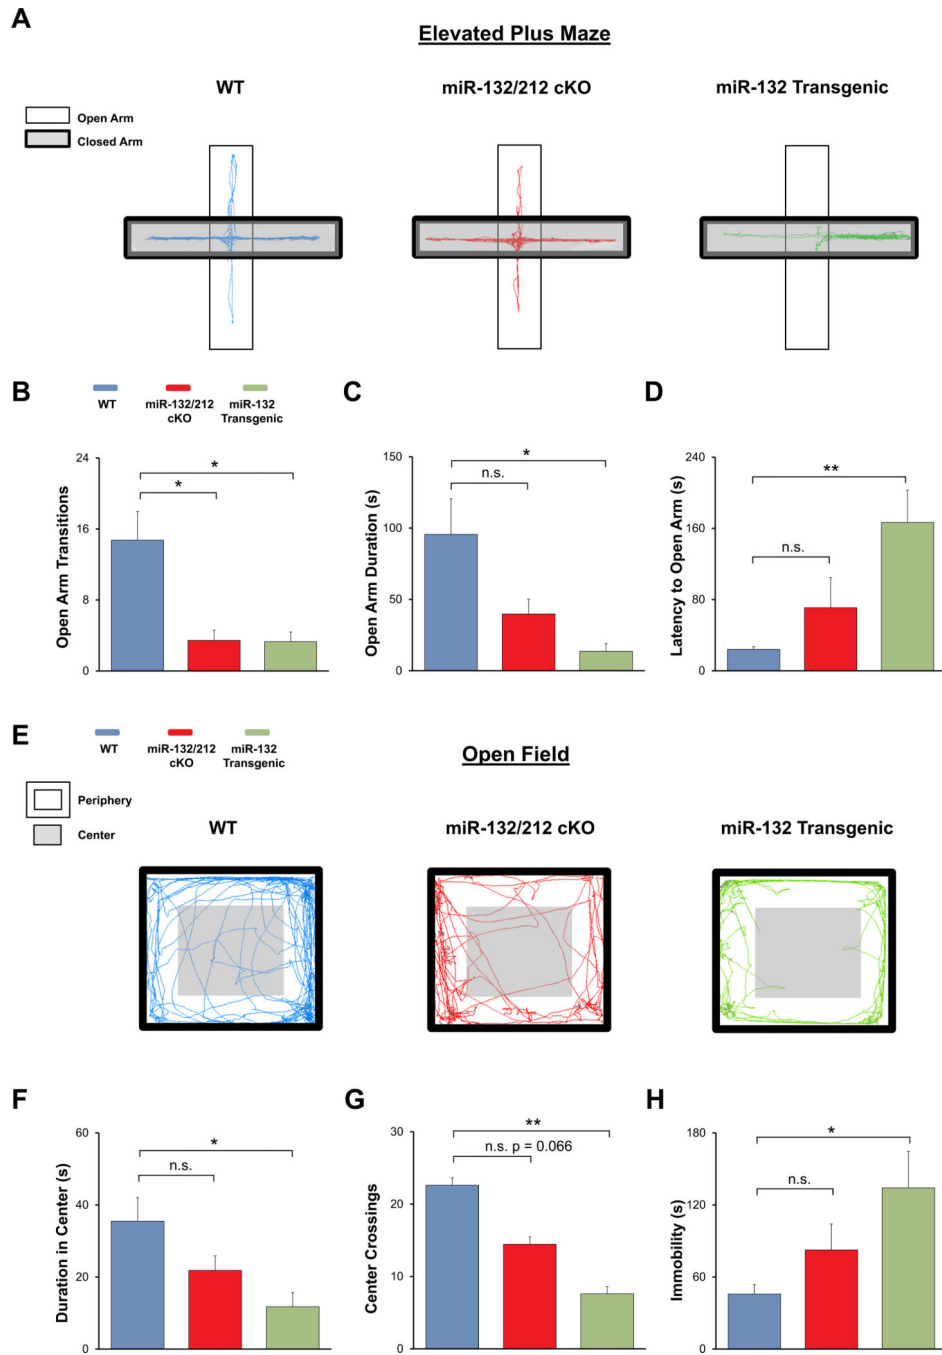 A
Elevated Plus Maze
WT
miR-132/212 cKO
miR-132 Transgenic
Open Arm
Closed Arm
B
WT
miR-132/212
cKO
miR-132
Transgenic
Open Arm Transitions
24
16
8
0
*
*
C
Open Arm Duration (s)
150
100
50
0
*
n.s.
D
Latency to Open Arm (s)
240
160
80
0
**
n.s.
E
WT
miR-132/212
cKO
miR-132
Transgenic
Open Field
Periphery
Center
WT
miR-132/212 cKO
miR-132 Transgenic
F
Duration in Center (s)
60
40
20
0
*
n.s.
G
Center Crossings
30
20
10
0
**
n.s. p = 0.066
H
Immobility (s)
180
120
60
0
*
n.s.